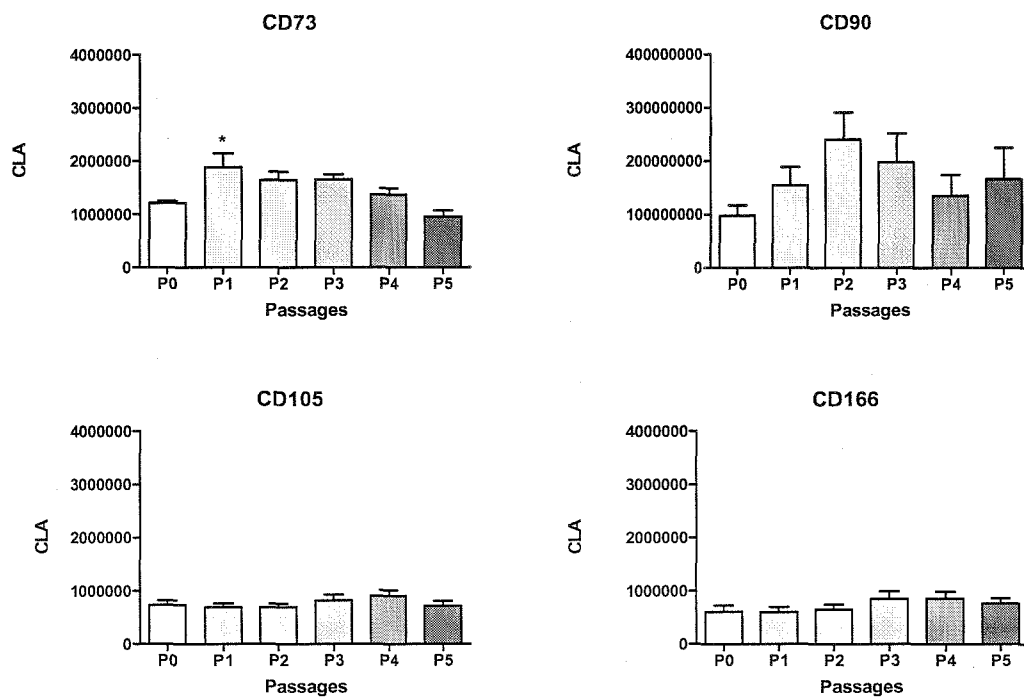 CD73
4000000
3000000
2000000
1000000
0
CLA
*
P0 P1 P2 P3 P4 P5
Passages
CD90
400000000
300000000
200000000
100000000
0
CLA
P0 P1 P2 P3 P4 P5
Passages
CD105
4000000
3000000
2000000
1000000
0
CLA
P0 P1 P2 P3 P4 P5
Passages
CD166
4000000
3000000
2000000
1000000
0
CLA
P0 P1 P2 P3 P4 P5
Passages